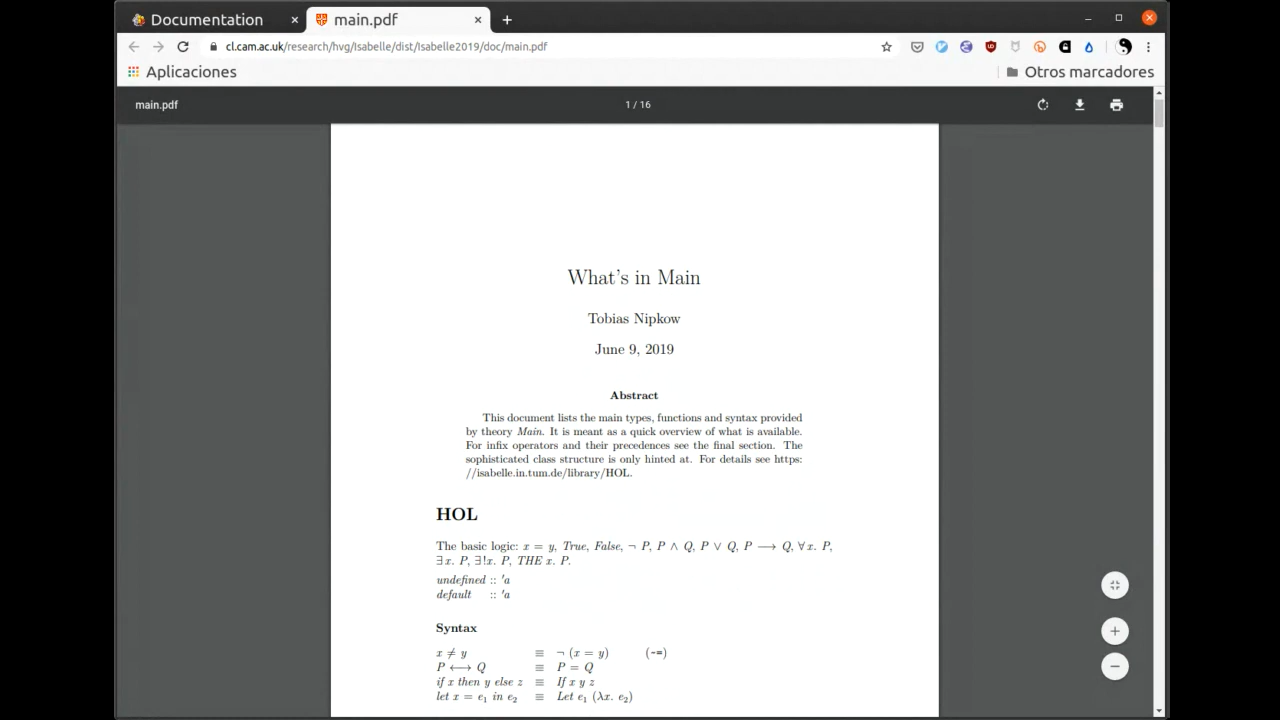 Documentation
main.pdf
cl.cam.ac.uk/research/hvg/Isabelle/dist/Isabelle2019/doc/main.pdf
Aplicaciones
Otros marcadores
main.pdf
1 / 16
What's in Main
Tobias Nipkow
June 9, 2019
Abstract
This document lists the main types, functions and syntax provided
by theory Main. It is meant as a quick overview of what is available.
For infix operators and their precedences see the final section. The
sophisticated class structure is only hinted at. For details see https:
//isabelle.in.tum.de/library/HOL.
HOL
The basic logic: x = y, True, False, ¬ P, P ∧ Q, P ∨ Q, P ⟶ Q, ∀ x. P,
∃ x. P, ∃!x. P, THE x. P.
undefined :: 'a
default :: 'a
Syntax
x ≠ y ≡ ¬ (x = y) (~=)
P ⟷ Q ≡ P = Q
if x then y else z ≡ If x y z
let x = e₁ in e₂ ≡ Let e₁ (λx. e₂)